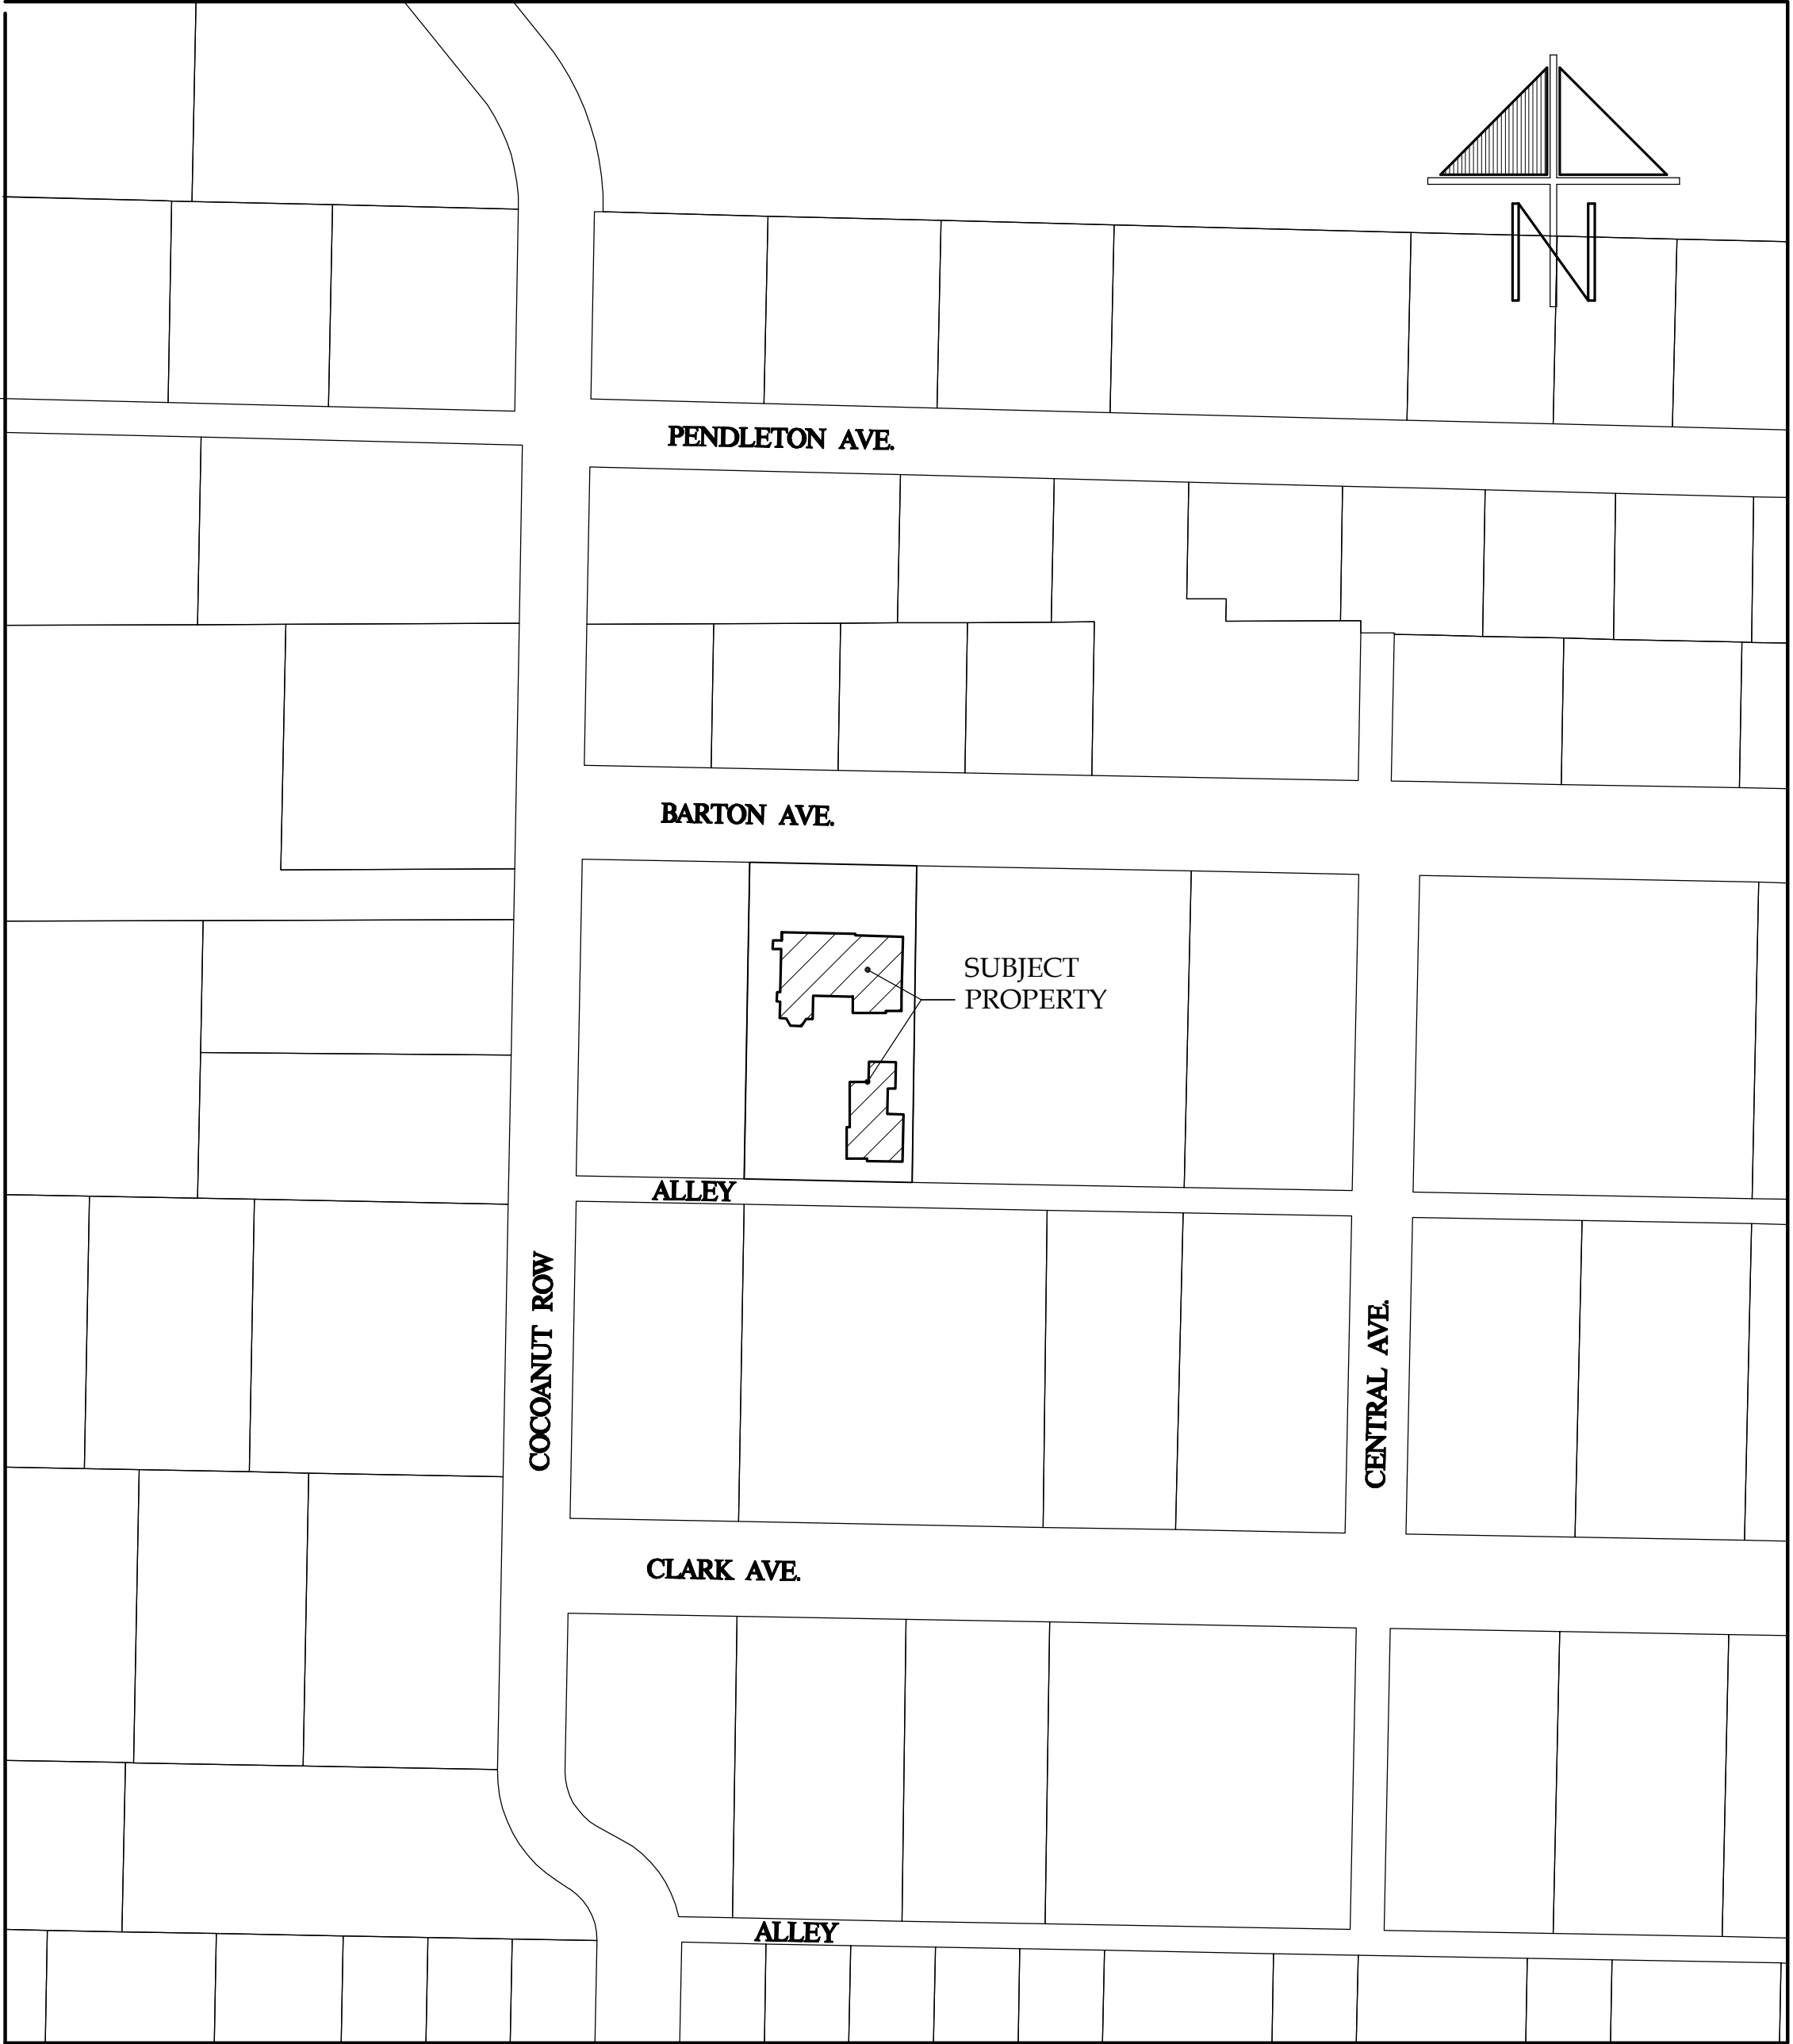 N
PENDLETON AVE.
BARTON AVE.
SUBJECT
PROPERTY
ALLEY
COCOANUT ROW
CENTRAL AVE.
CLARK AVE.
ALLEY